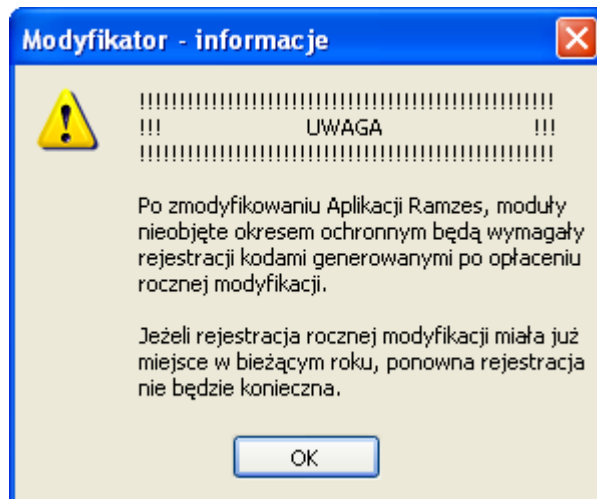 Modyfikator - informacje
!!!!!!!!!!!!!!!!!!!!!!!!!!!!!!!!!!!!!!!!!!!!!!!!!!!!
!!! UWAGA !!!
!!!!!!!!!!!!!!!!!!!!!!!!!!!!!!!!!!!!!!!!!!!!!!!!!!!!
Po zmodyfikowaniu Aplikacji Ramzes, moduły
nieobjęte okresem ochronnym będą wymagały
rejestracji kodami generowanymi po opłaceniu
rocznej modyfikacji.
Jeżeli rejestracja rocznej modyfikacji miała już
miejsce w bieżącym roku, ponowna rejestracja
nie będzie konieczna.
OK